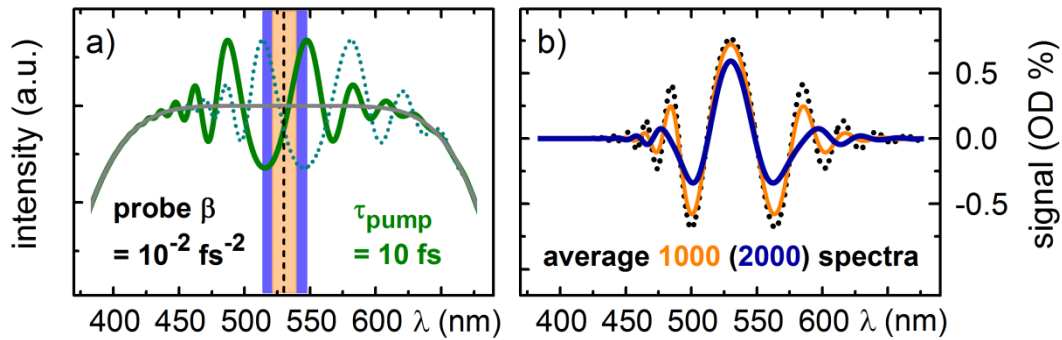 a)
intensity (a.u.)
probe β
= 10⁻² fs⁻²
τpump
= 10 fs
400 450 500 550 600 λ (nm)
b)
average 1000 (2000) spectra
400 450 500 550 600 λ (nm)
0.5
0.0
-0.5
signal (OD %)